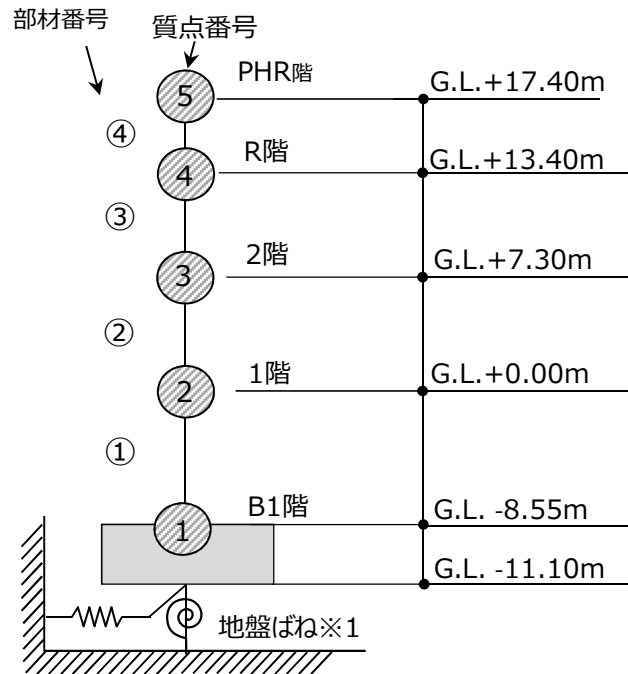 部材番号
質点番号
PHR階
5
G.L.+17.40m
④
R階
4
G.L.+13.40m
③
2階
3
G.L.+7.30m
②
1階
2
G.L.+0.00m
①
B1階
1
G.L. -8.55m
G.L. -11.10m
地盤ばね※1